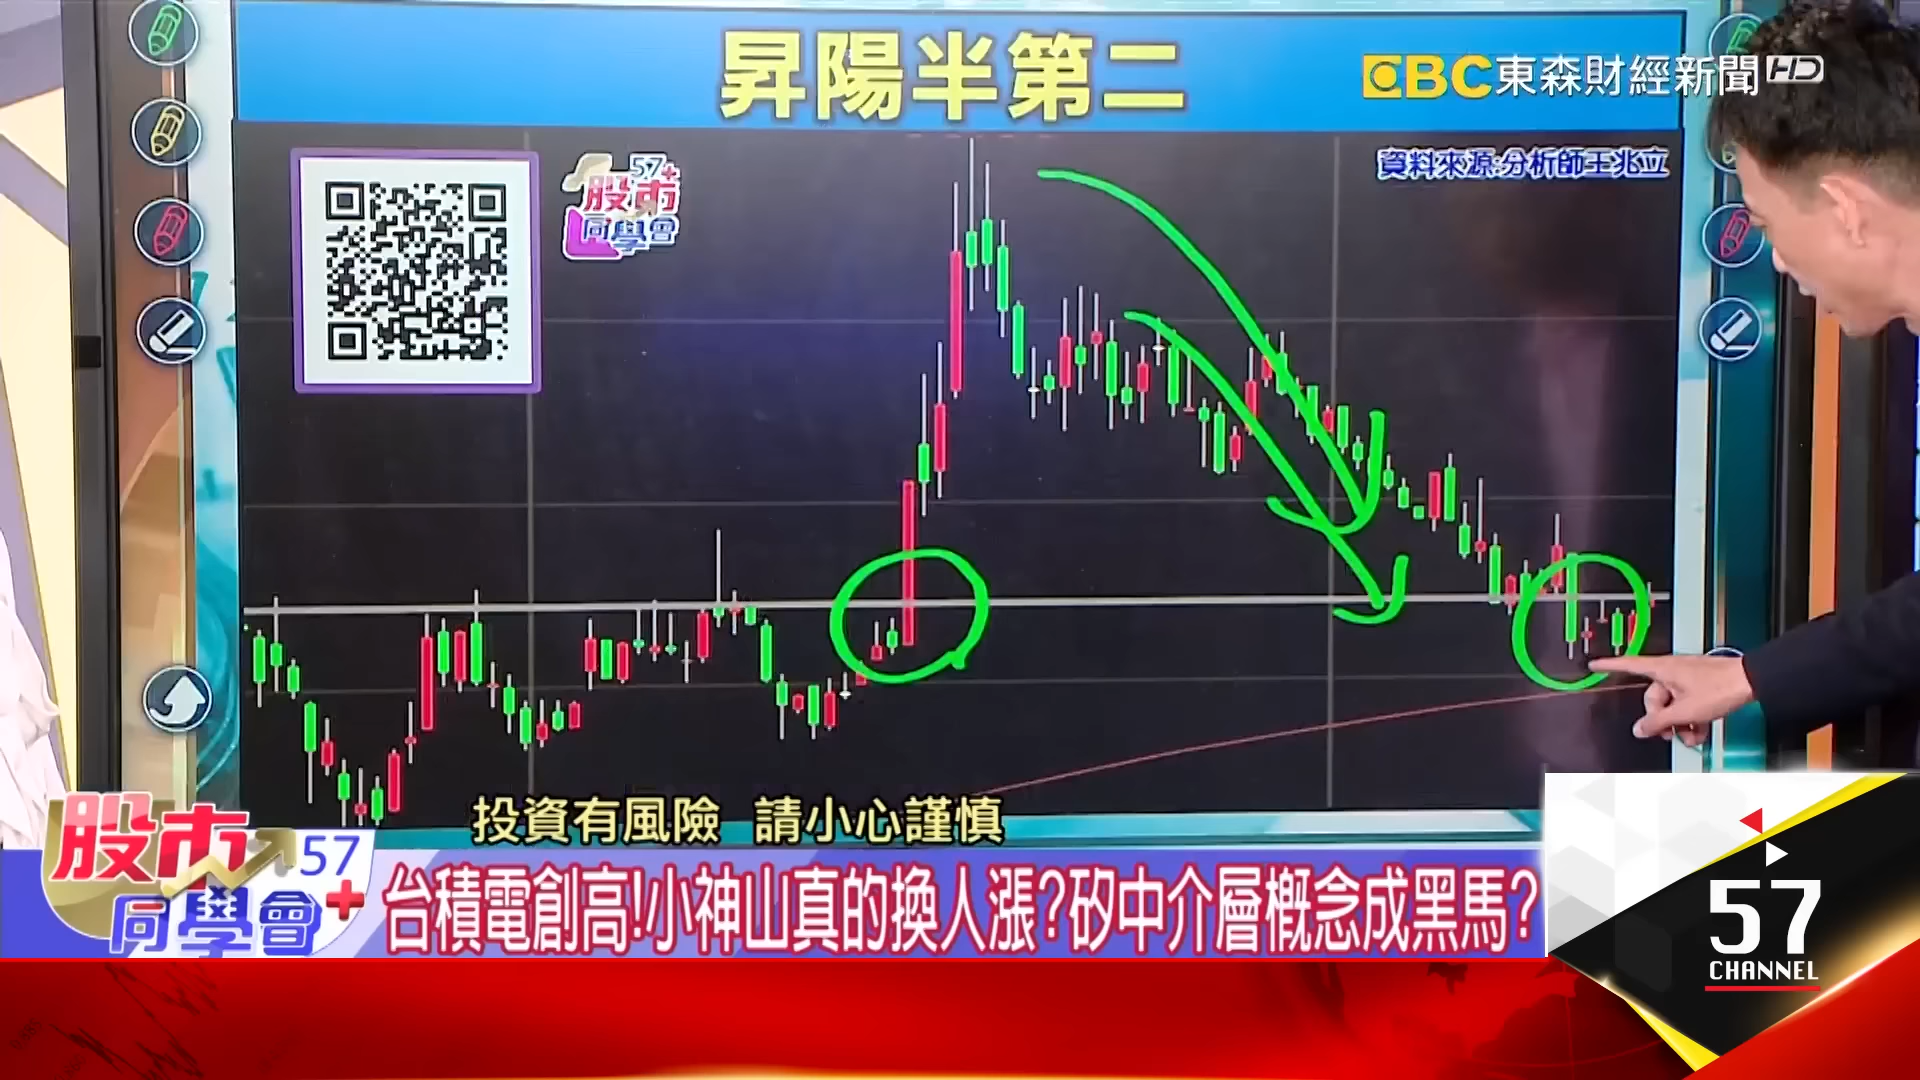 昇陽半第二
EBC東森財經新聞HD
57+
股市
同學會
資料來源:分析師王兆立
投資有風險 請小心謹慎
股市 57
同學會+
台積電創高!小神山真的換人漲?矽中介層概念成黑馬?
57
CHANNEL